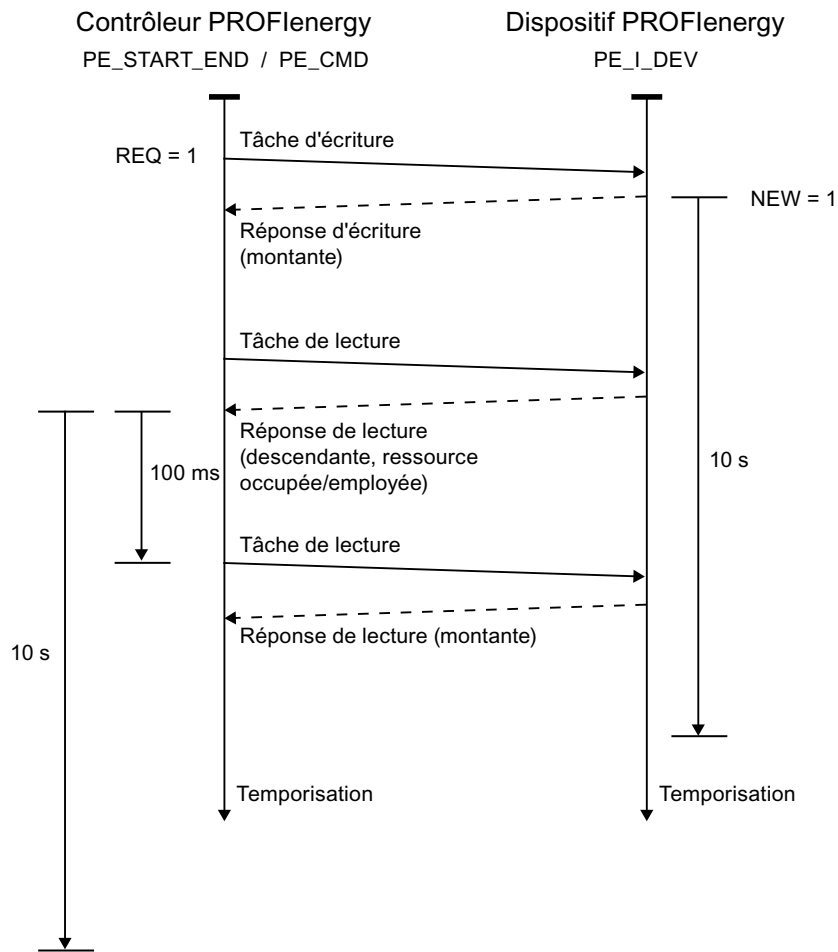 Contrôleur PROFIenergy
Dispositif PROFIenergy
PE_START_END / PE_CMD
PE_I_DEV
Tâche d'écriture
REQ = 1
NEW = 1
Réponse d'écriture
(montante)
Tâche de lecture
Réponse de lecture
(descendante, ressource
occupée/employée)
100 ms
10 s
Tâche de lecture
Réponse de lecture (montante)
10 s
Temporisation
Temporisation